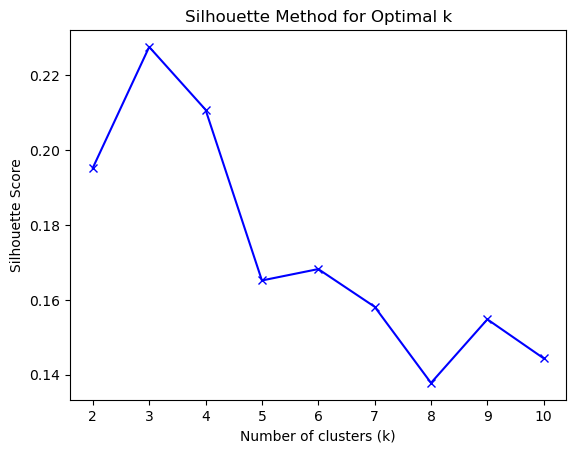 Silhouette Method for Optimal k
Silhouette Score
0.22
0.20
0.18
0.16
0.14
2 3 4 5 6 7 8 9 10
Number of clusters (k)